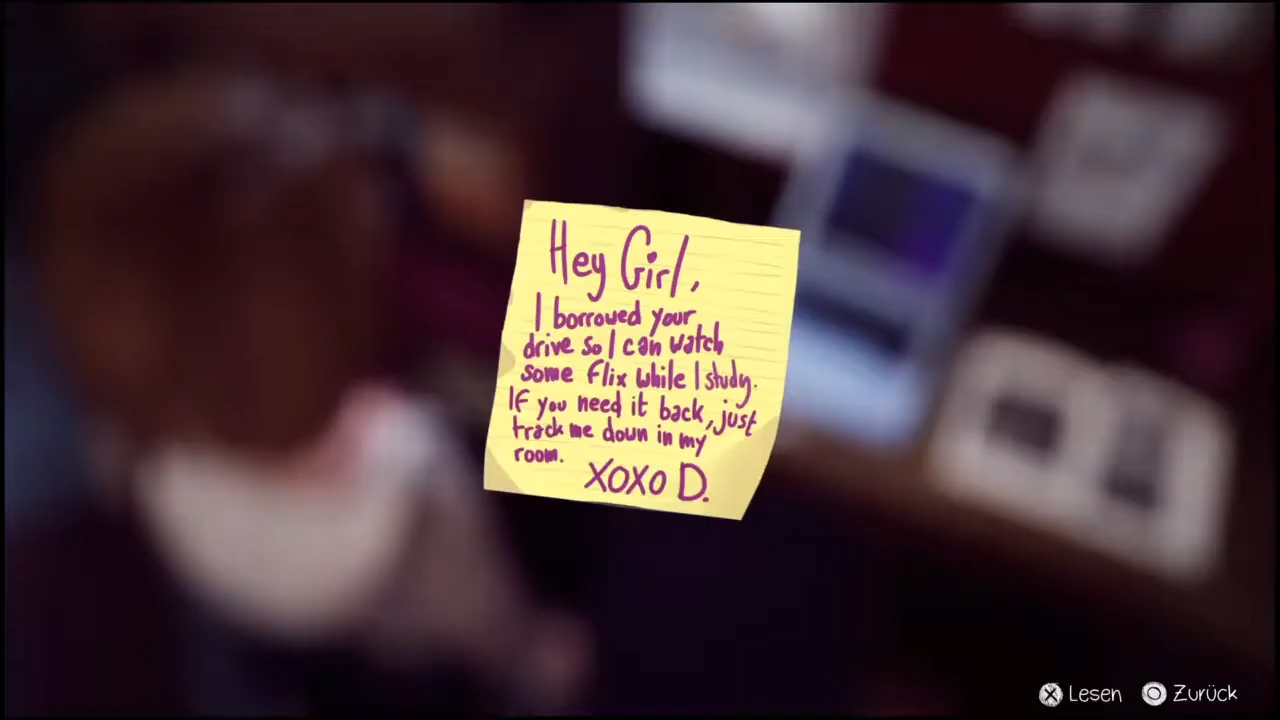 Hey Girl,
I borrowed your
drive so I can watch
some Flix while I study.
If you need it back, just
track me down in my
room.
XOXO D.
Lesen Zurück